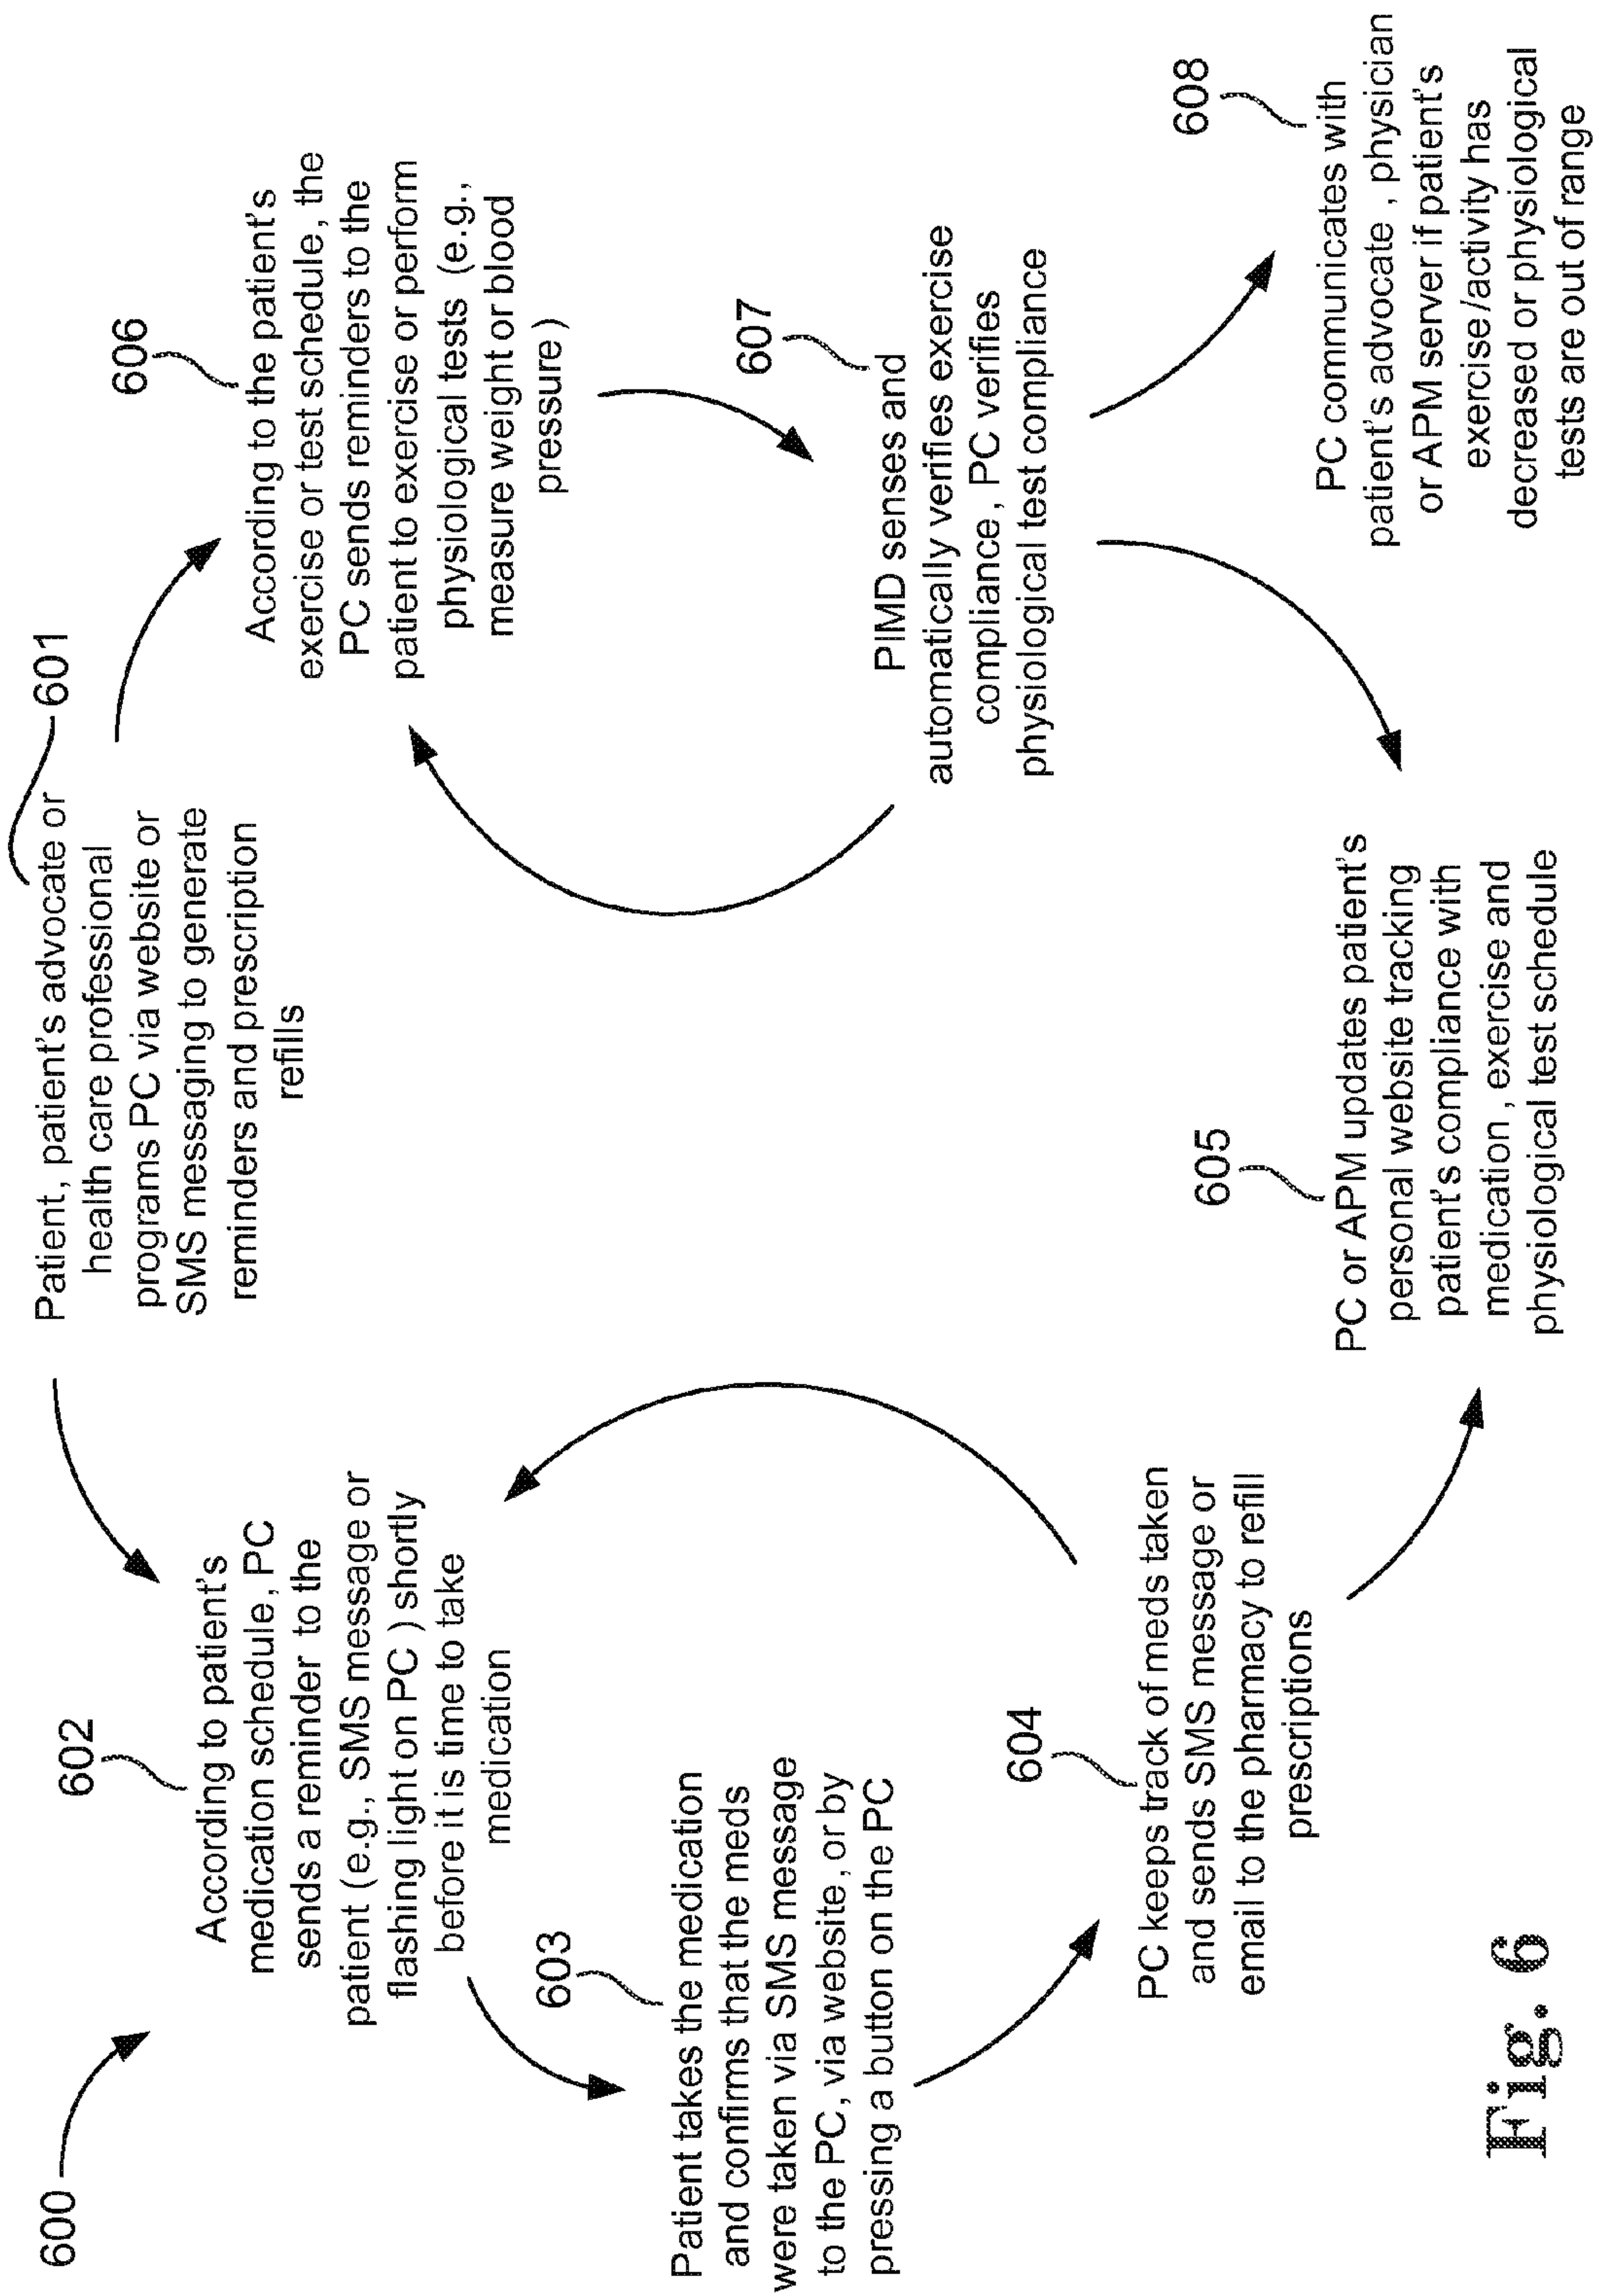 600
601
Patient, patient's advocate or
health care professional
programs PC via website or
SMS messaging to generate
reminders and prescription
refills
602
According to patient's
medication schedule, PC
sends a reminder to the
patient (e.g., SMS message or
flashing light on PC ) shortly
before it is time to take
medication
606
According to the patient's
exercise or test schedule, the
PC sends reminders to the
patient to exercise or perform
physiological tests (e.g.,
measure weight or blood
pressure )
603
Patient takes the medication
and confirms that the meds
were taken via SMS message
to the PC, via website, or by
pressing a button on the PC
607
PIMD senses and
automatically verifies exercise
compliance, PC verifies
physiological test compliance
604
PC keeps track of meds taken
and sends SMS message or
email to the pharmacy to refill
prescriptions
605
PC or APM updates patient's
personal website tracking
patient's compliance with
medication , exercise and
physiological test schedule
608
PC communicates with
patient's advocate , physician
or APM server if patient's
exercise/activity has
decreased or physiological
tests are out of range
Fig. 6